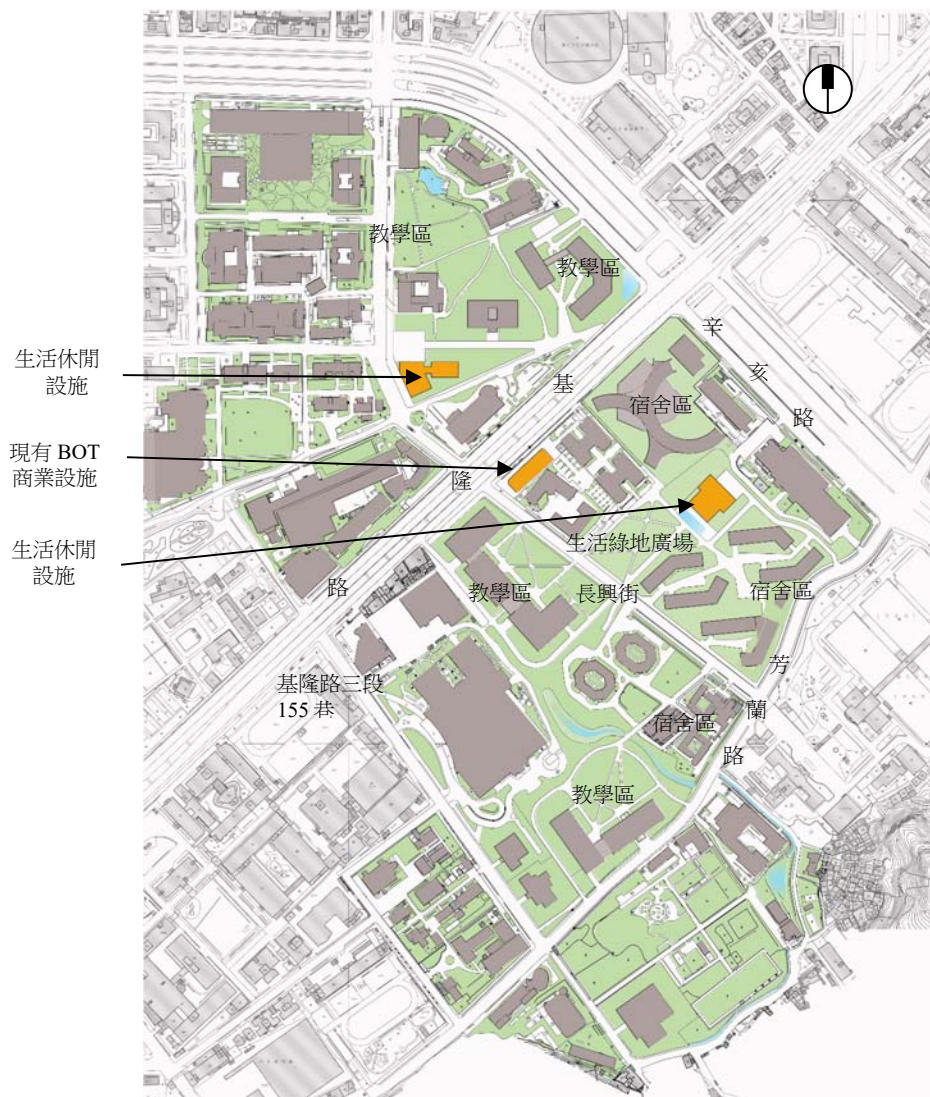 教學區
教學區
辛
亥
路
生活休閒
設施
基
宿舍區
現有 BOT
商業設施
隆
生活休閒
設施
生活綠地廣場
路
教學區
長興街
宿舍區
芳
基隆路三段
155 巷
蘭
宿舍區
路
教學區